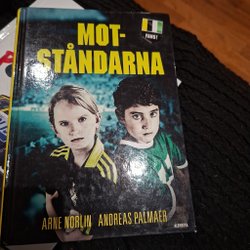 MOT-
STÅNDARNA
ARNE NORLIN ANDREAS PALMAER